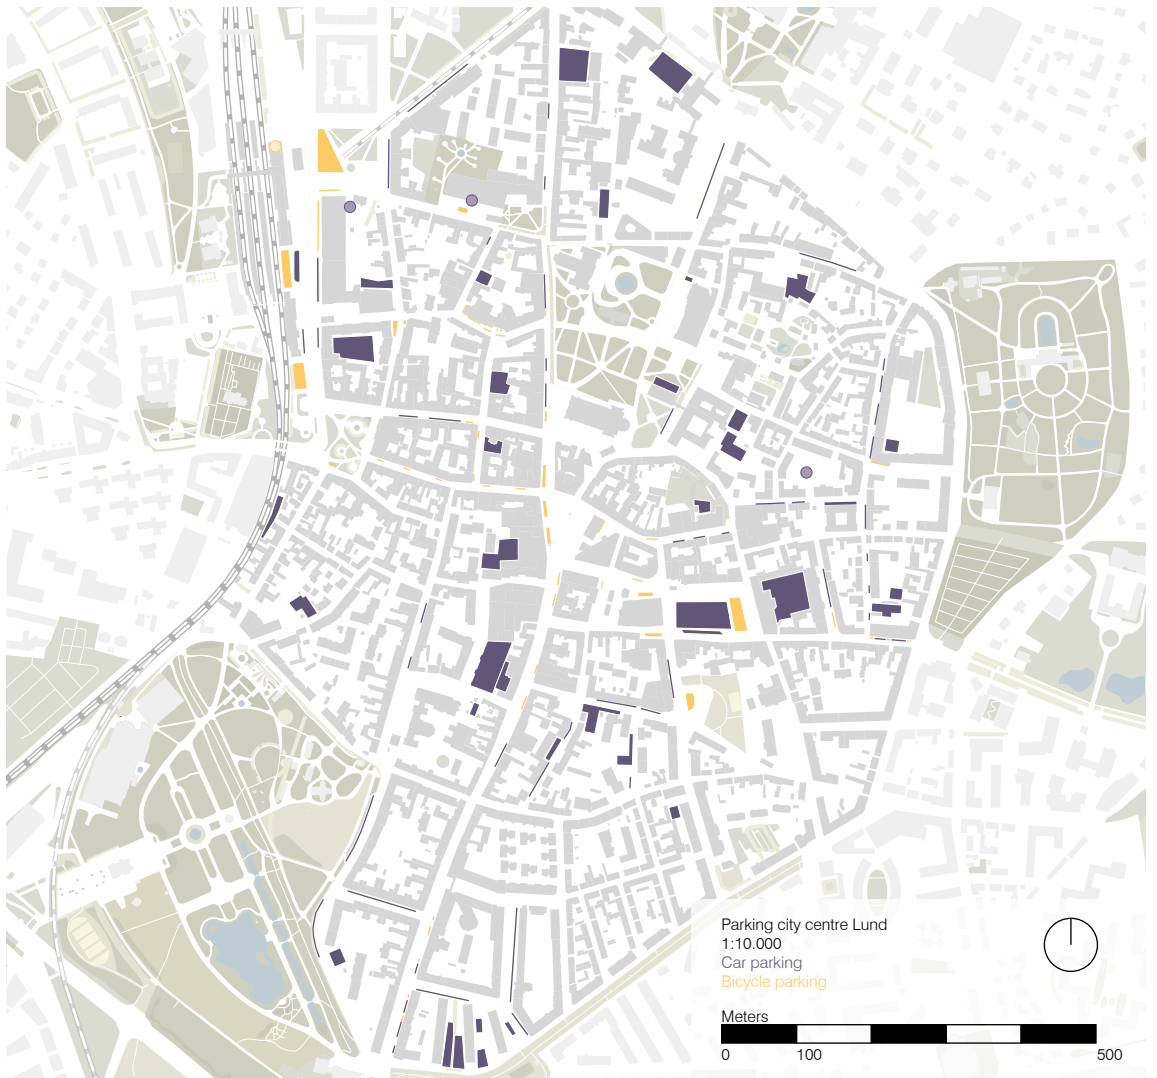 Parking city centre Lund
1:10.000
Car parking
Bicycle parking
Meters
0 100 500